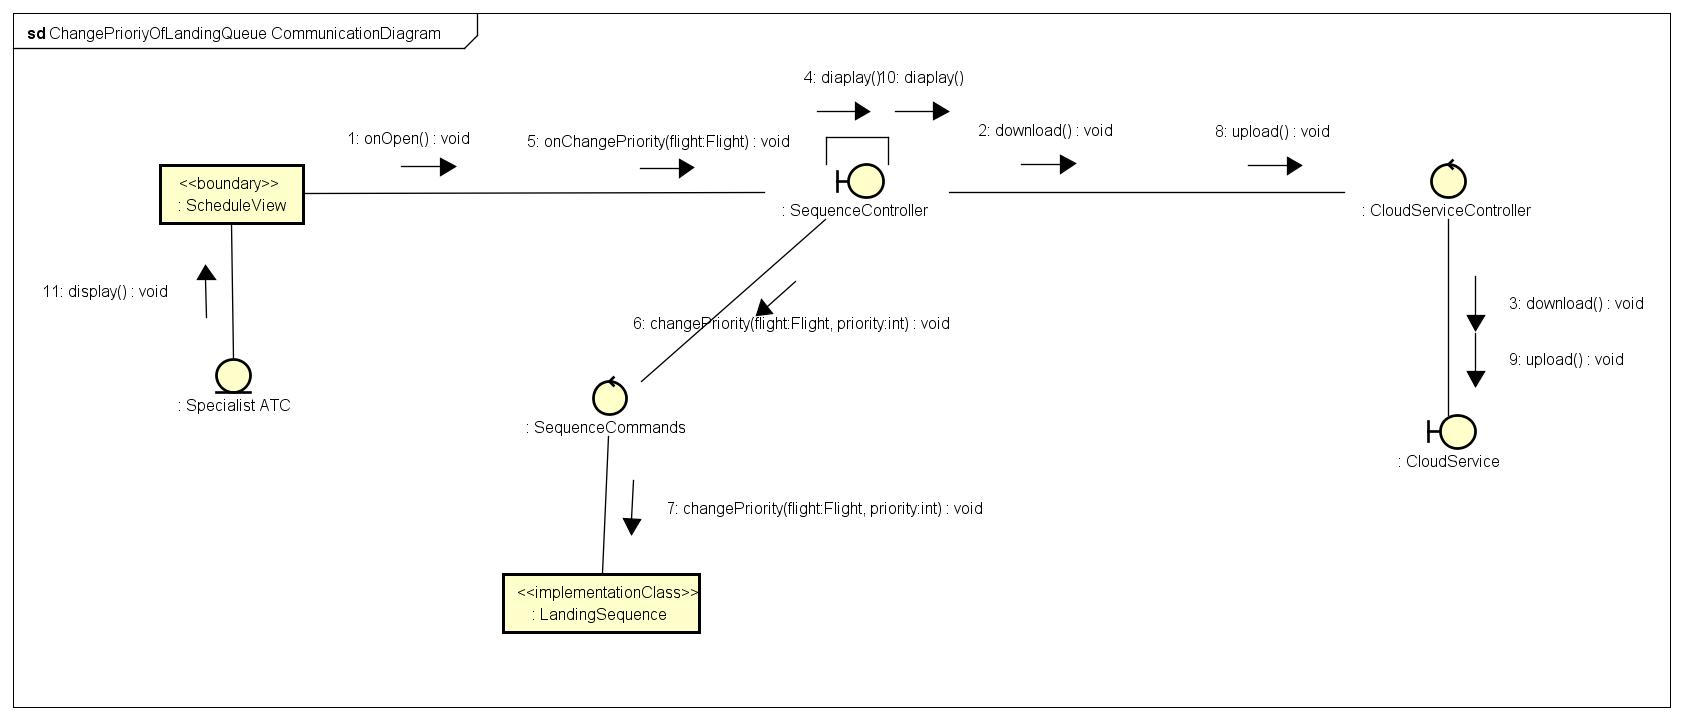 sd ChangePrioriyOfLandingQueue CommunicationDiagram
4: diaplay()
10: diaplay()
1: onOpen() : void
5: onChangePriority(flight:Flight) : void
2: download() : void
8: upload() : void
<<boundary>>
: ScheduleView
: SequenceController
: CloudServiceController
11: display() : void
3: download() : void
6: changePriority(flight:Flight, priority:int) : void
9: upload() : void
: Specialist ATC
: SequenceCommands
: CloudService
7: changePriority(flight:Flight, priority:int) : void
<<implementationClass>>
: LandingSequence